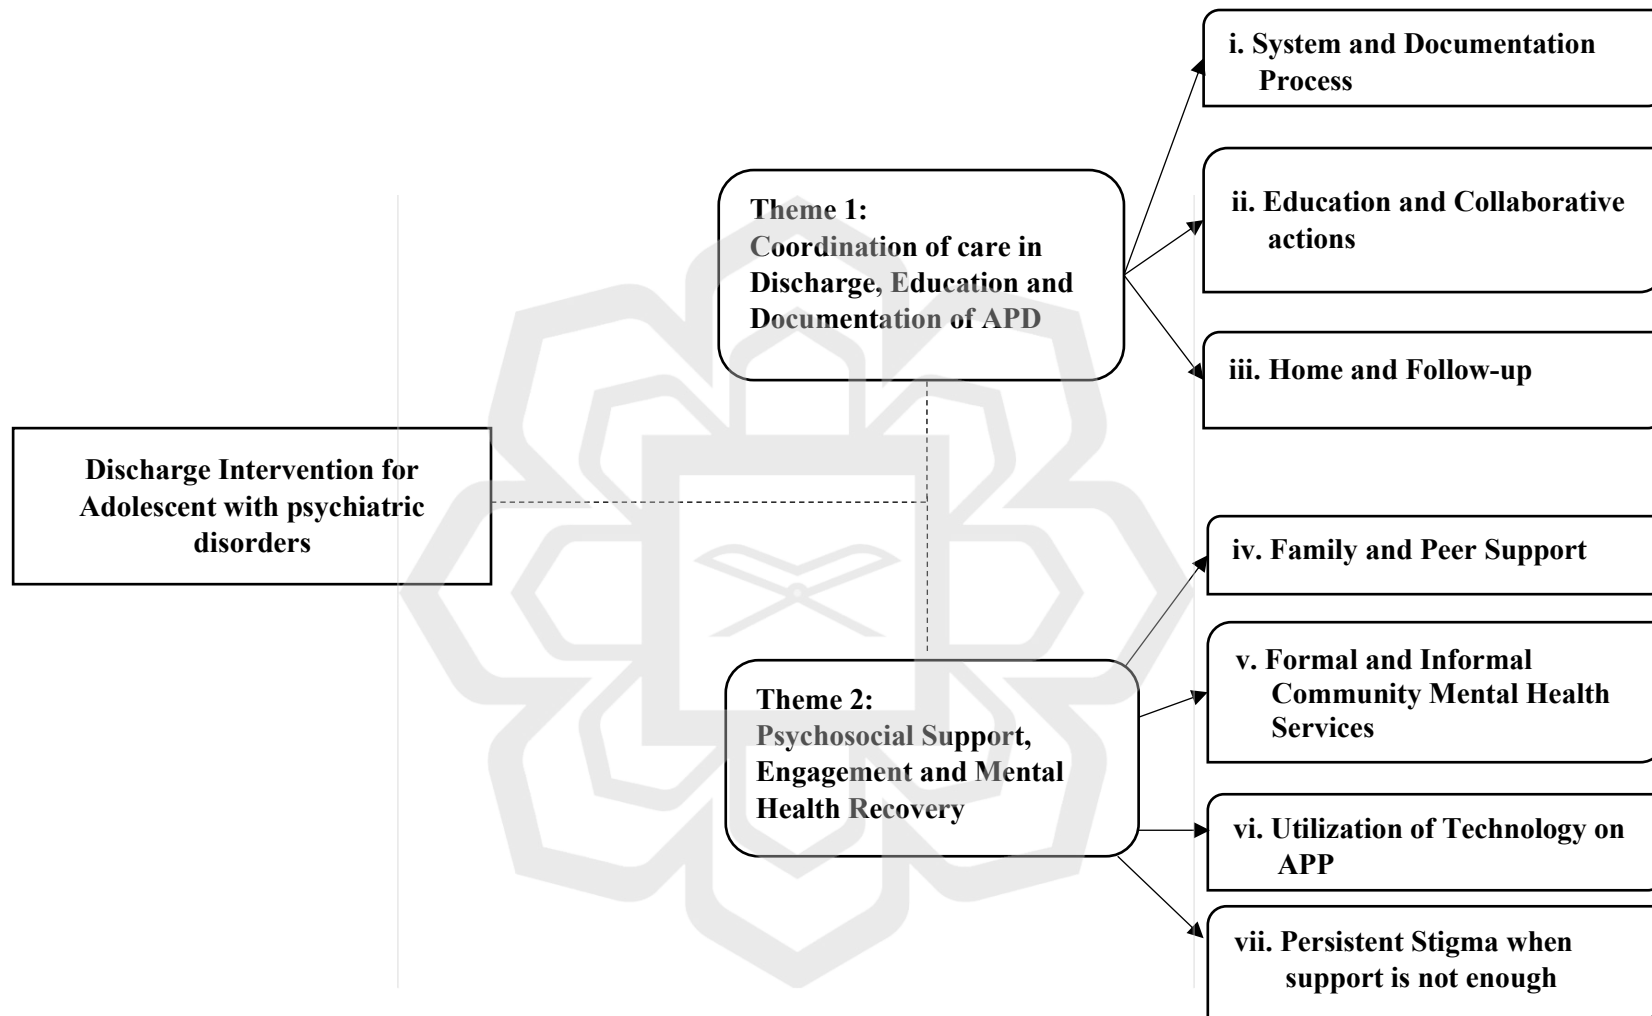 Discharge Intervention for
Adolescent with psychiatric
disorders
Theme 1:
Coordination of care in
Discharge, Education and
Documentation of APD
i. System and Documentation
Process
ii. Education and Collaborative
actions
iii. Home and Follow-up
Theme 2:
Psychosocial Support,
Engagement and Mental
Health Recovery
iv. Family and Peer Support
v. Formal and Informal
Community Mental Health
Services
vi. Utilization of Technology on
APP
vii. Persistent Stigma when
support is not enough